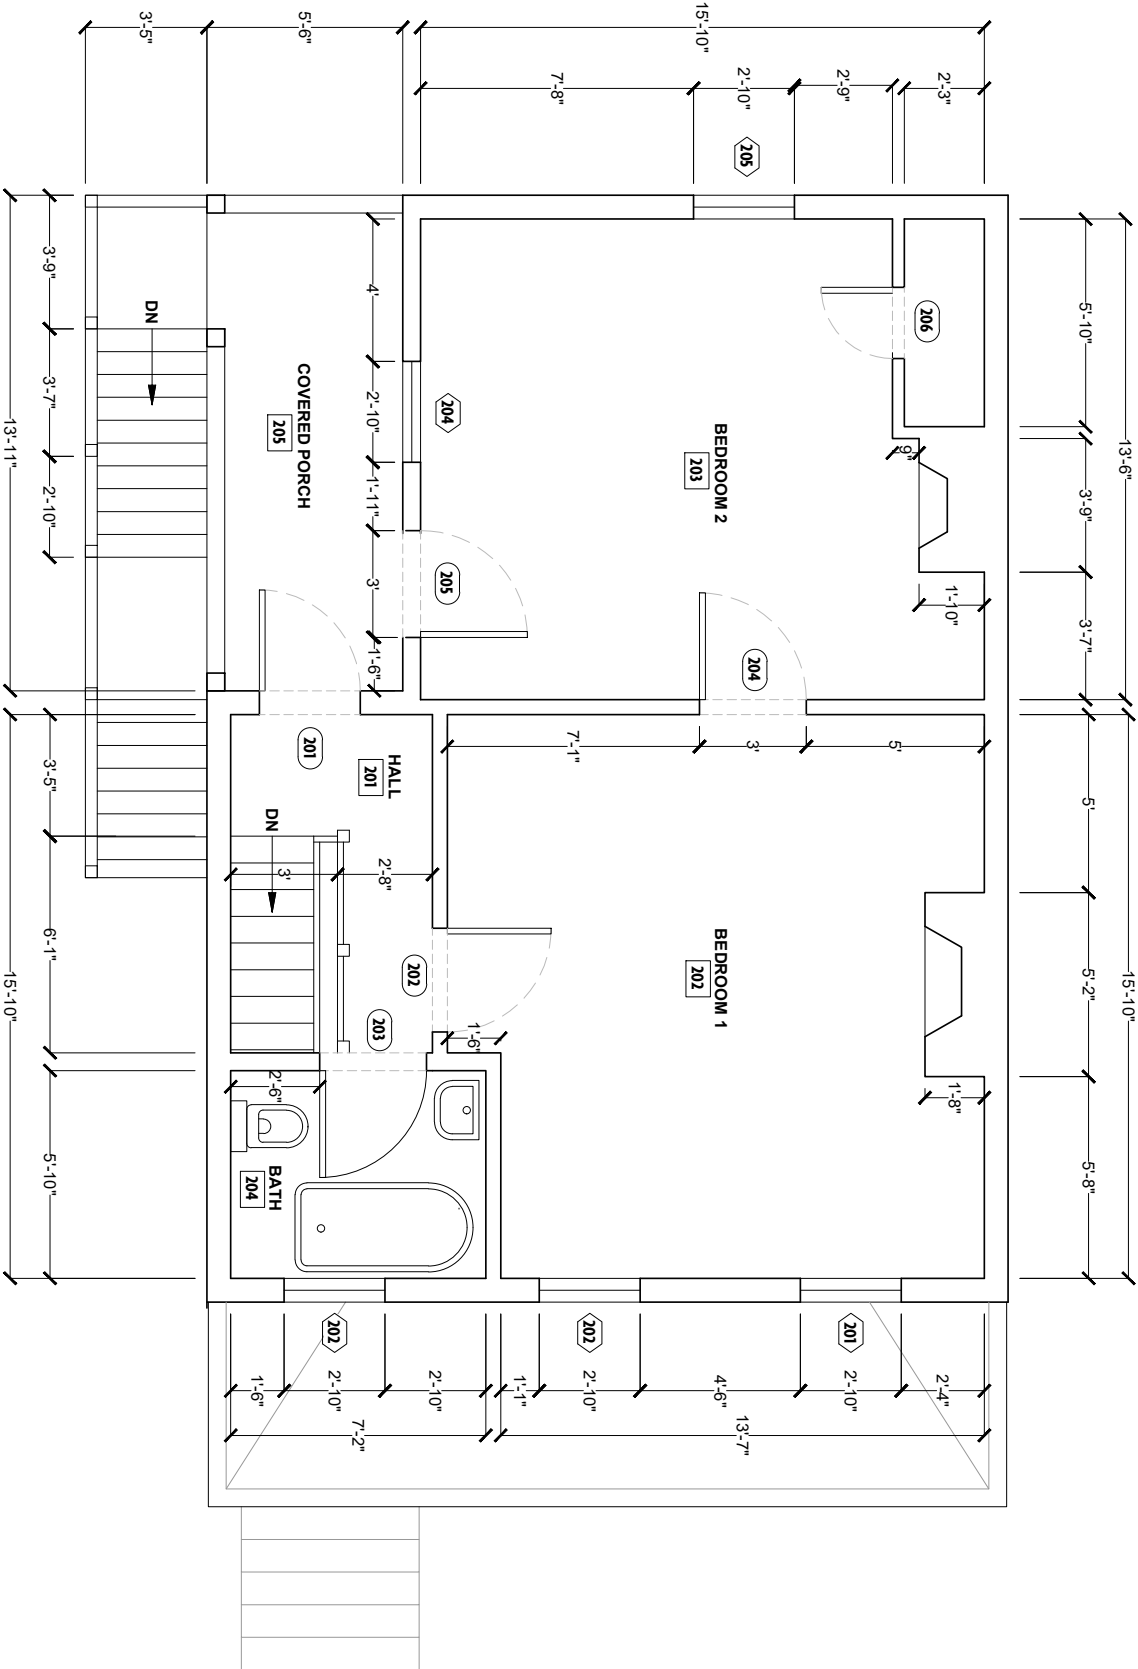 13'-6" 15'-10"
5'-10" 3'-9" 3'-7" 5' 5'-2" 5'-8"
2'-3" 1'-10" 1'-8" 2'-4"
206
9"
5'
2'-9" 201 2'-10"
2'-10" 205 204 3' 13'-7"
15'-10" BEDROOM 2 BEDROOM 1 4'-6"
203 202
7'-8" 7'-1" 202 2'-10"
1'-1"
1'-6"
204 205 2'-10"
202
HALL
4' 2'-10" 1'-11" 3' 1'-6" 2'-8" 203
201 7'-2"
202 2'-10"
5'-6" COVERED PORCH 201
205 3'
DN 2'-6" BATH
204 1'-6"
3'-5" DN
3'-9" 3'-7" 2'-10" 3'-5" 6'-1" 5'-10"
13'-11" 15'-10"